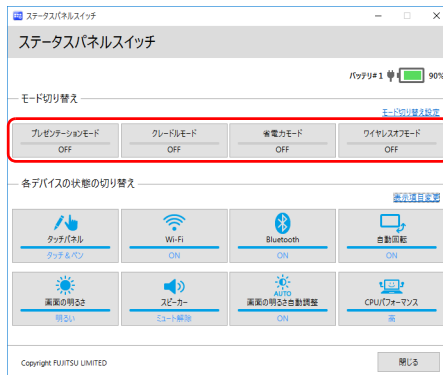 ステータスパネルスイッチ
ステータスパネルスイッチ
バッテリ#1 90%
モード切り替え
モード切り替え設定
プレゼンテーションモード クレードルモード 省電力モード ワイヤレスオフモード
OFF OFF OFF OFF
各デバイスの状態の切り替え
表示項目変更
タッチパネル Wi-Fi Bluetooth 自動回転
タッチ&ペン ON ON ON
AUTO
画面の明るさ スピーカー 画面の明るさ自動調整 CPUパフォーマンス
明るい ミュート解除 ON 高
Copyright FUJITSU LIMITED 閉じる